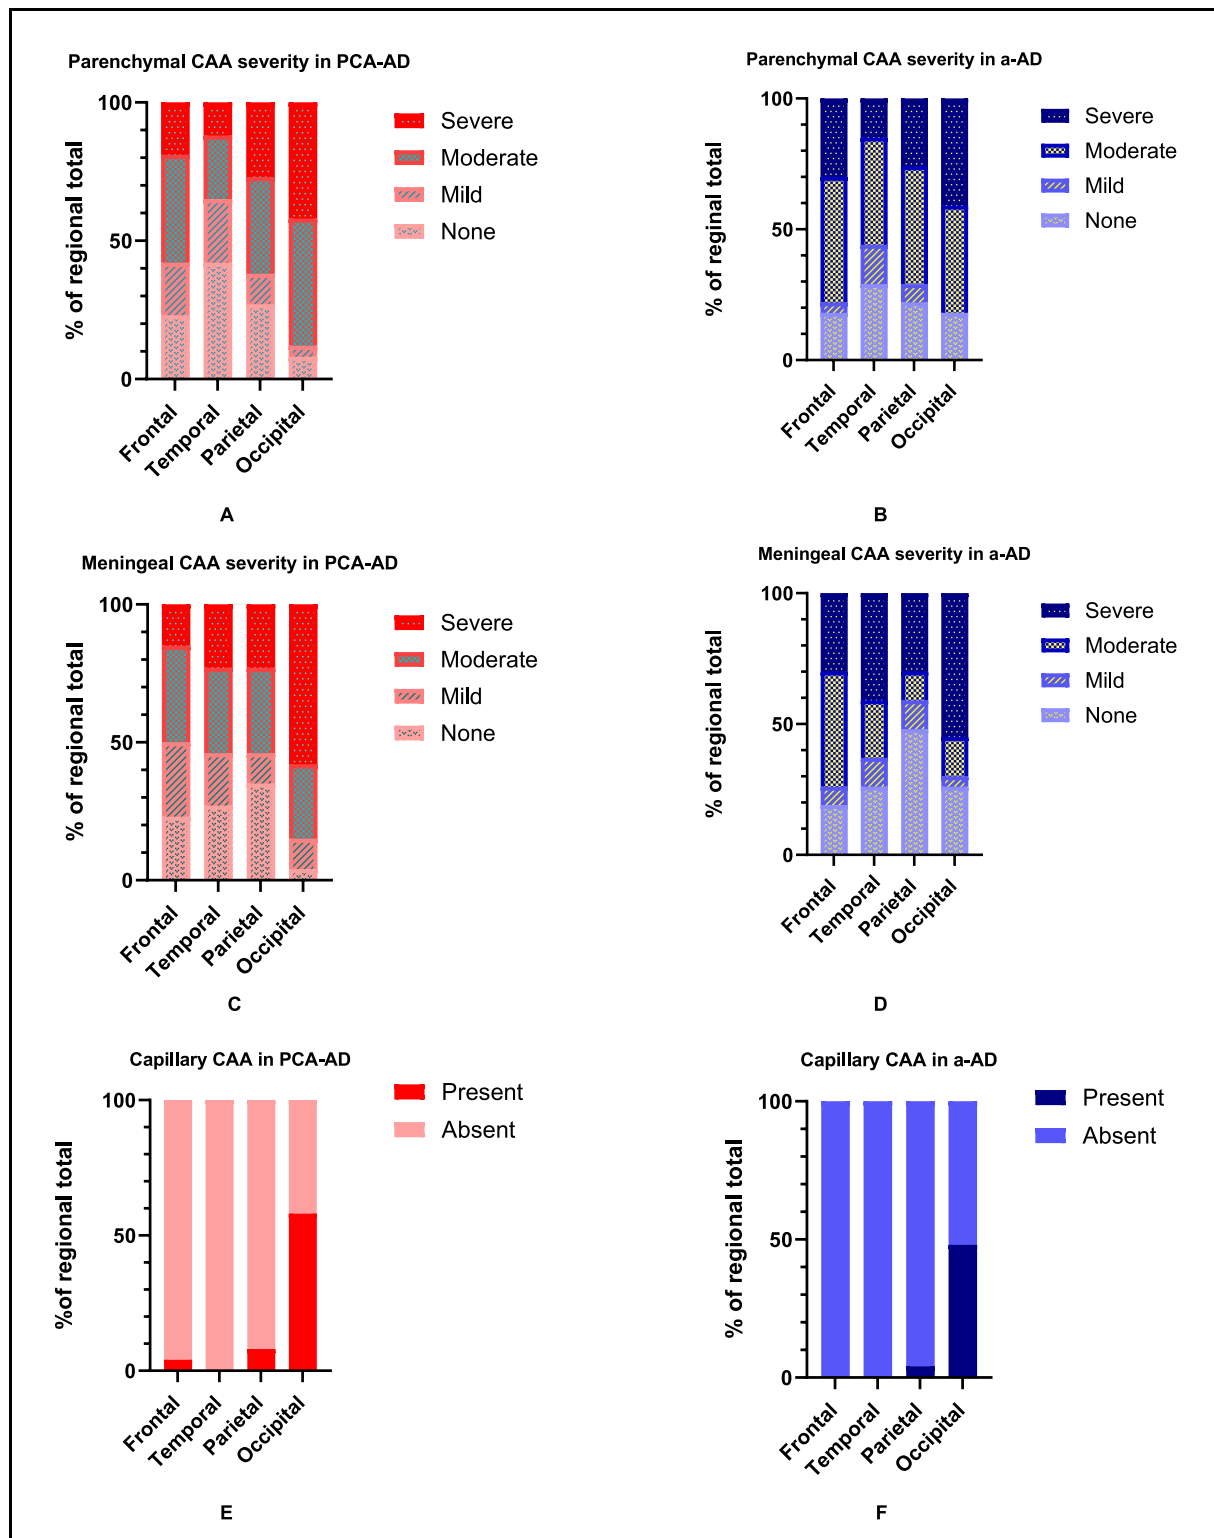 Parenchymal CAA severity in PCA-AD
% of regional total
100
50
0
Severe
Moderate
Mild
None
Frontal
Temporal
Parietal
Occipital
A
Parenchymal CAA severity in a-AD
% of reginal total
100
50
0
Severe
Moderate
Mild
None
Frontal
Temporal
Parietal
Occipital
B
Meningeal CAA severity in PCA-AD
% of regional total
100
50
0
Severe
Moderate
Mild
None
Frontal
Temporal
Parietal
Occipital
C
Meningeal CAA severity in a-AD
% of regional total
100
50
0
Severe
Moderate
Mild
None
Frontal
Temporal
Parietal
Occipital
D
Capillary CAA in PCA-AD
%of regional total
100
50
0
Present
Absent
Frontal
Temporal
Parietal
Occipital
E
Capillary CAA in a-AD
% of regional total
100
50
0
Present
Absent
Frontal
Temporal
Parietal
Occipital
F